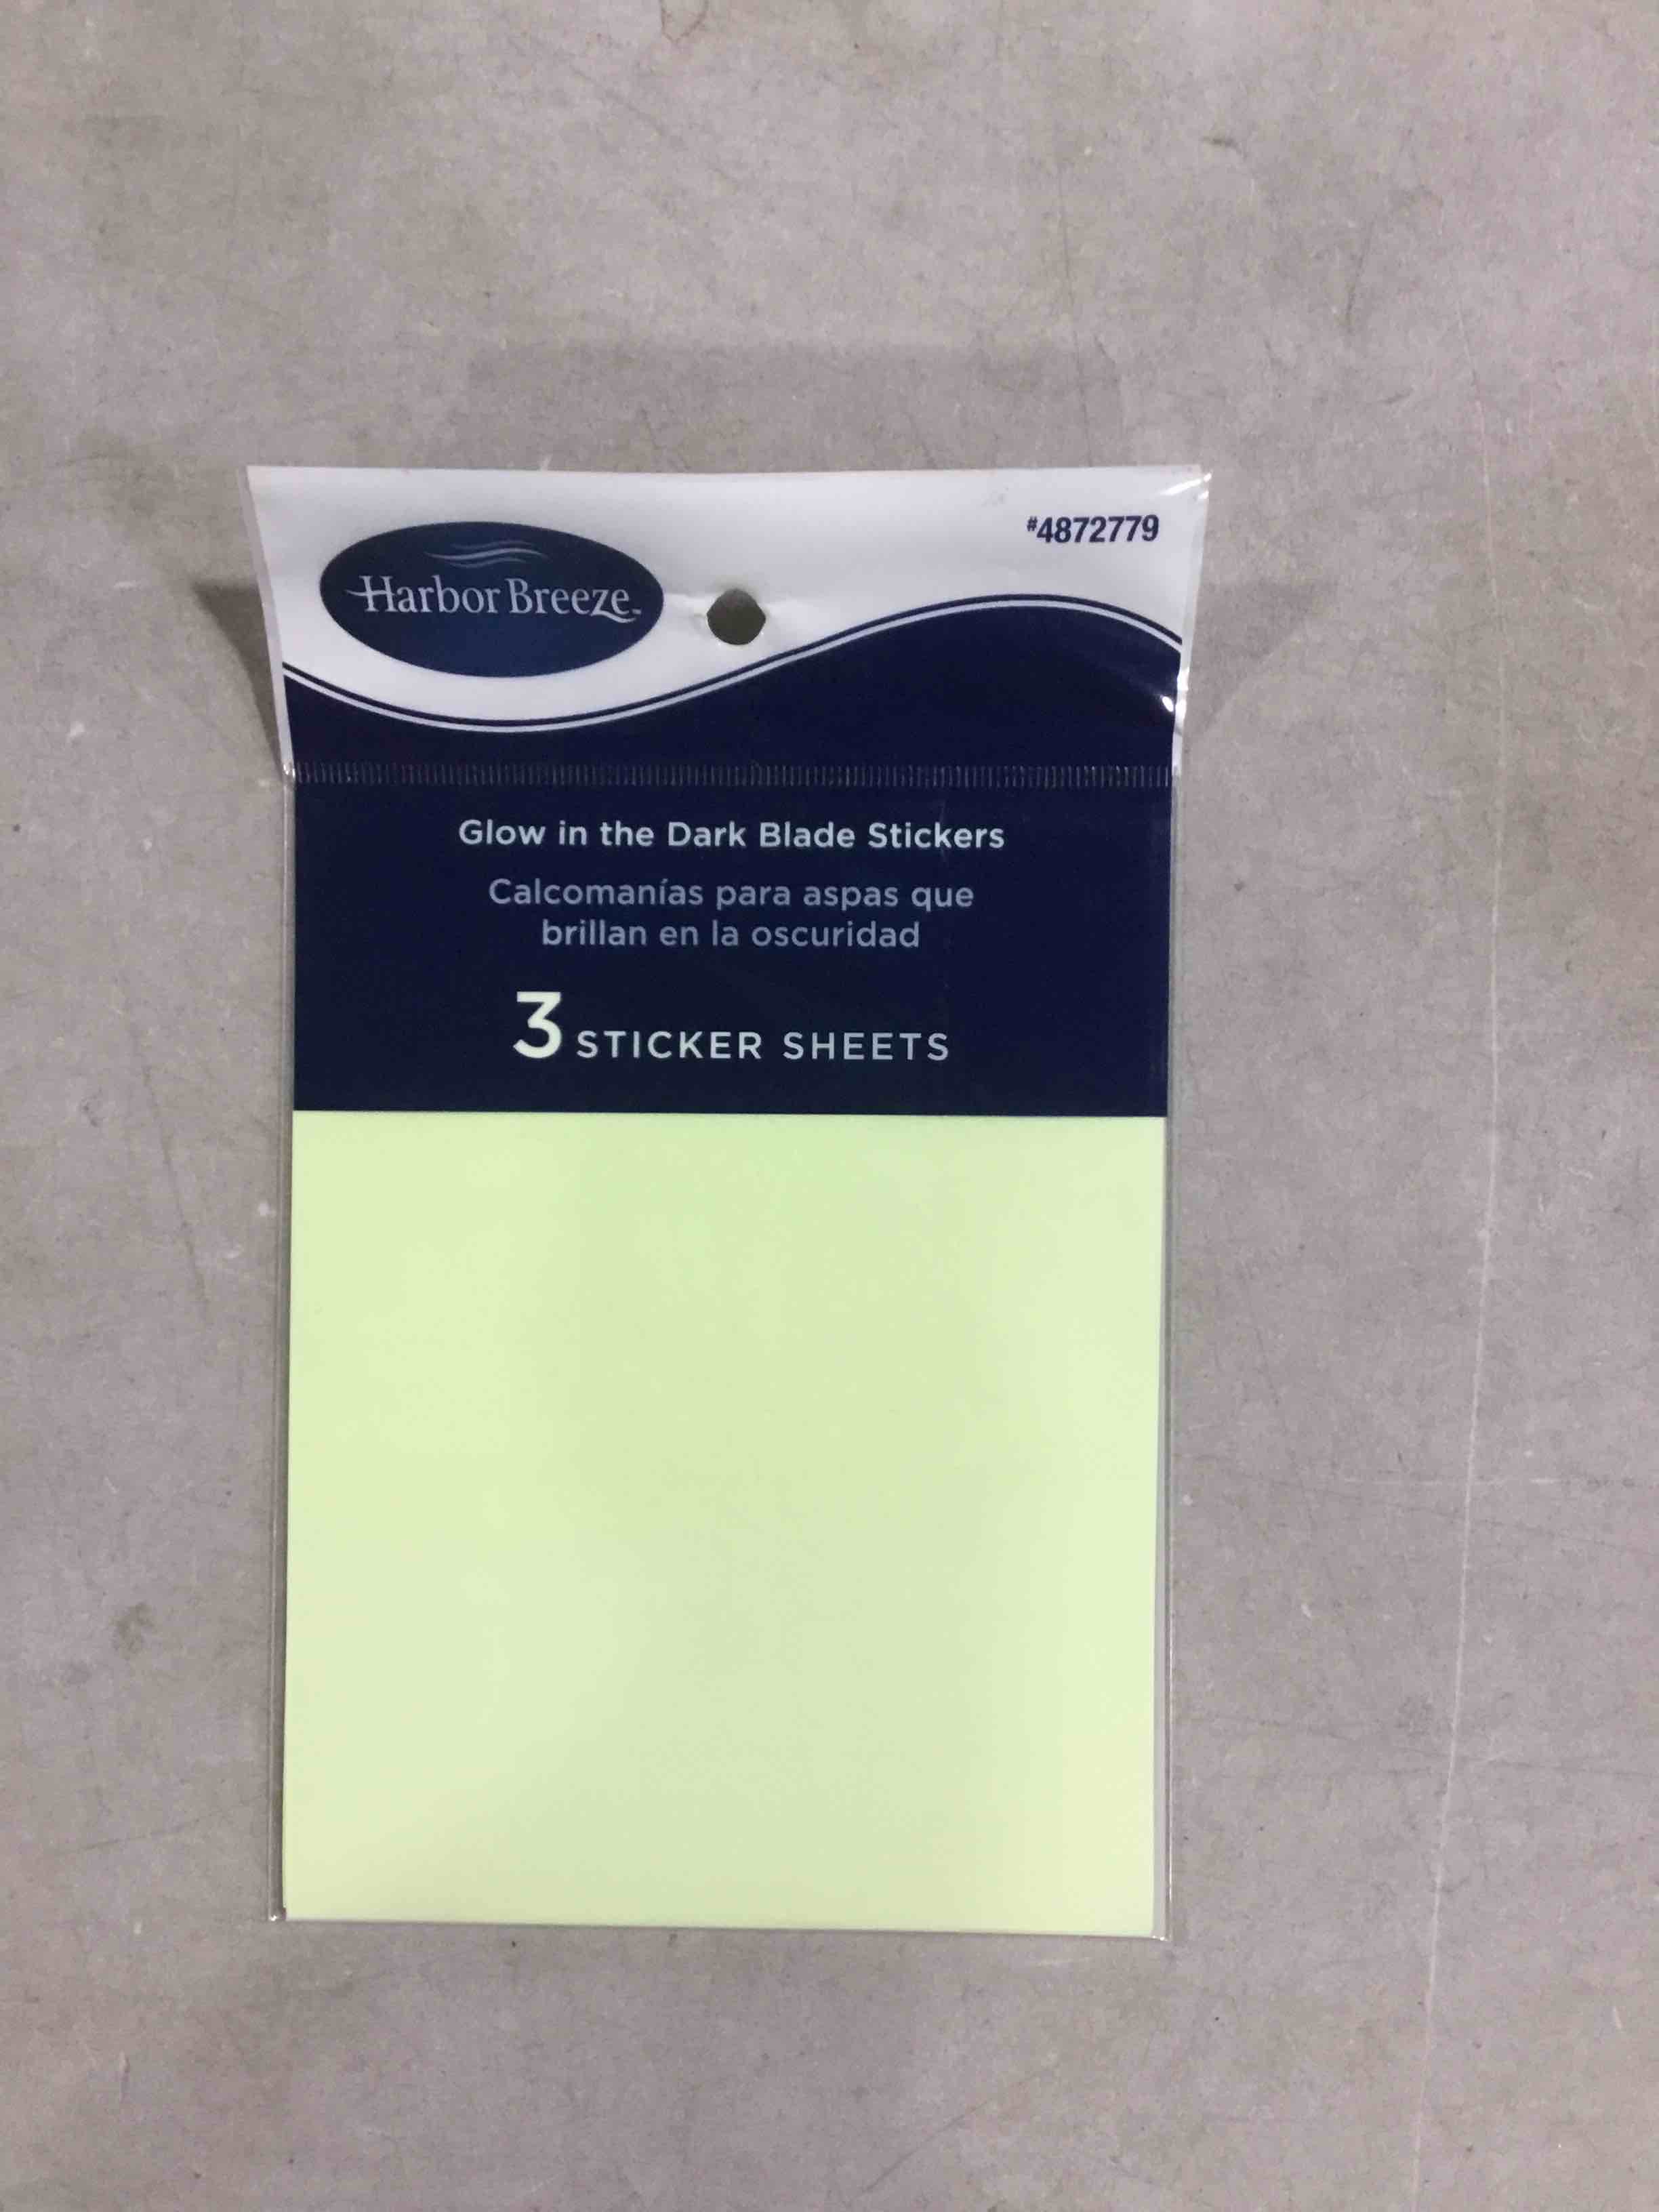 #4872779
Harbor Breeze™
Glow in the Dark Blade Stickers
Calcomanías para aspas que
brillan en la oscuridad
3 STICKER SHEETS